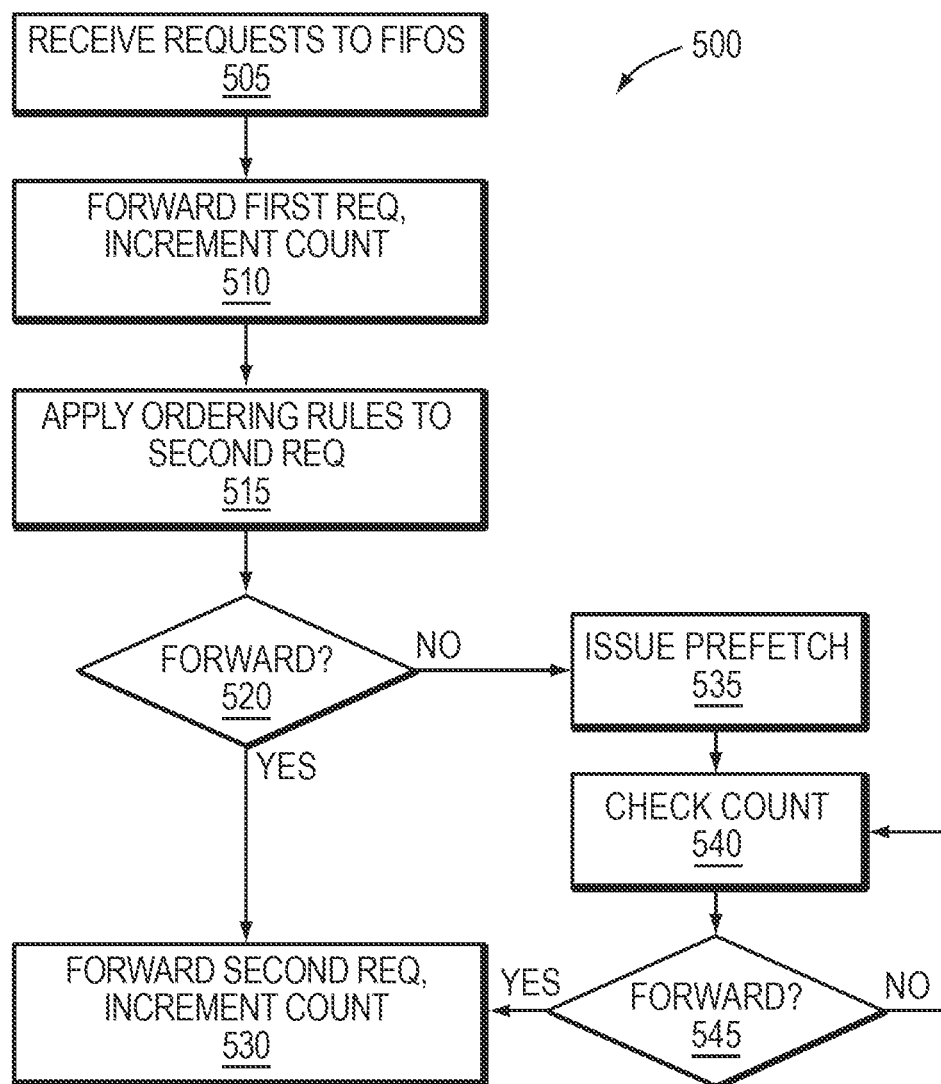 RECEIVE REQUESTS TO FIFOS
505
500
FORWARD FIRST REQ,
INCREMENT COUNT
510
APPLY ORDERING RULES TO
SECOND REQ
515
FORWARD?
520
NO
YES
ISSUE PREFETCH
535
CHECK COUNT
540
FORWARD?
545
YES
NO
FORWARD SECOND REQ,
INCREMENT COUNT
530